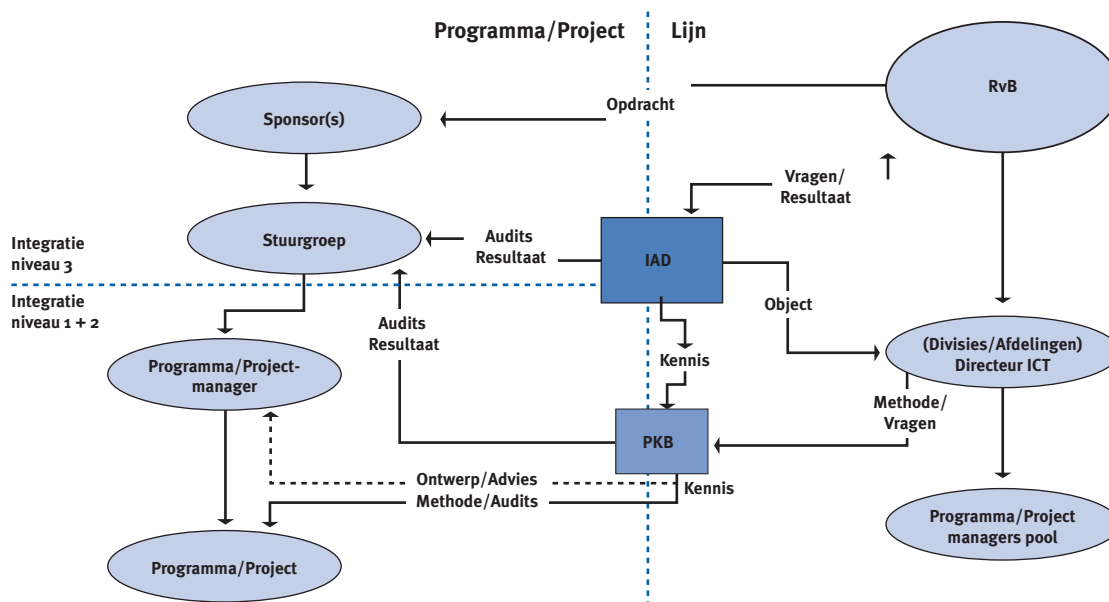 Programma/Project
Lijn
RvB
Opdracht
Sponsor(s)
Vragen/
Resultaat
Stuurgroep
Audits
Resultaat
IAD
Integratie
niveau 3
Integratie
niveau 1 + 2
Object
Audits
Resultaat
Kennis
(Divisies/Afdelingen)
Directeur ICT
Programma/Project-
manager
Methode/
Vragen
PKB
Ontwerp/Advies
Kennis
Methode/Audits
Programma/Project
managers pool
Programma/Project